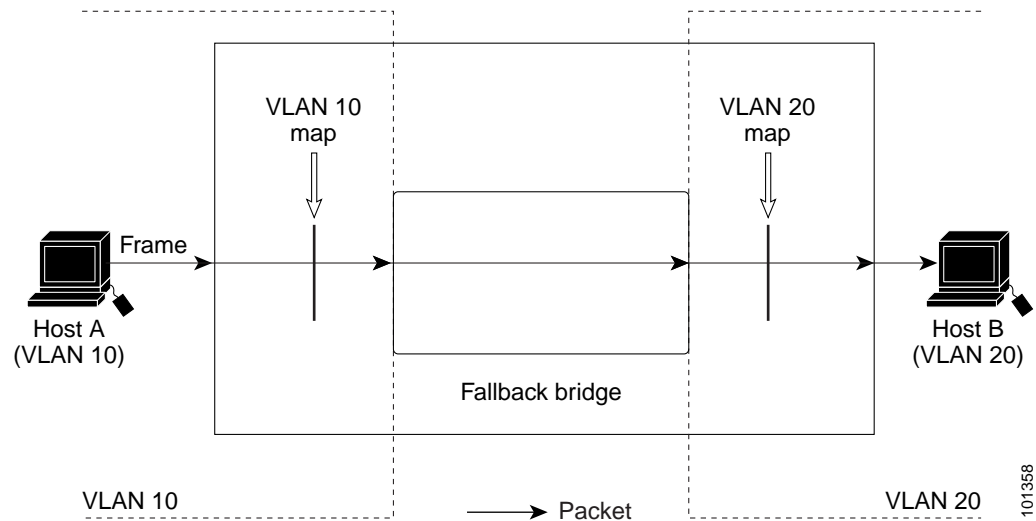 VLAN 10
map
VLAN 20
map
Frame
Host A
(VLAN 10)
Host B
(VLAN 20)
Fallback bridge
VLAN 10
Packet
VLAN 20
101358